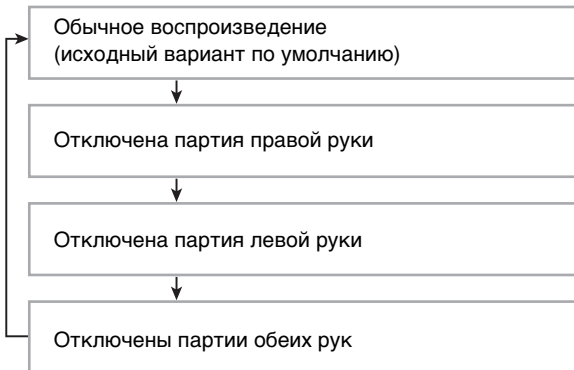 Обычное воспроизведение
(исходный вариант по умолчанию)
Отключена партия правой руки
Отключена партия левой руки
Отключены партии обеих рук